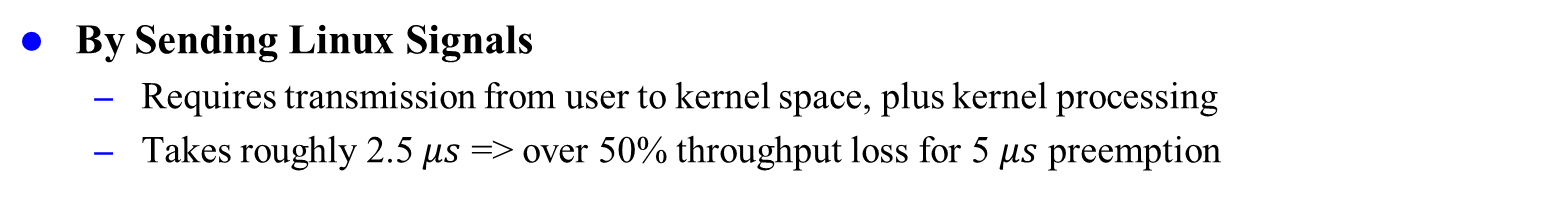 ● By Sending Linux Signals
– Requires transmission from user to kernel space, plus kernel processing
– Takes roughly 2.5 μs => over 50% throughput loss for 5 μs preemption